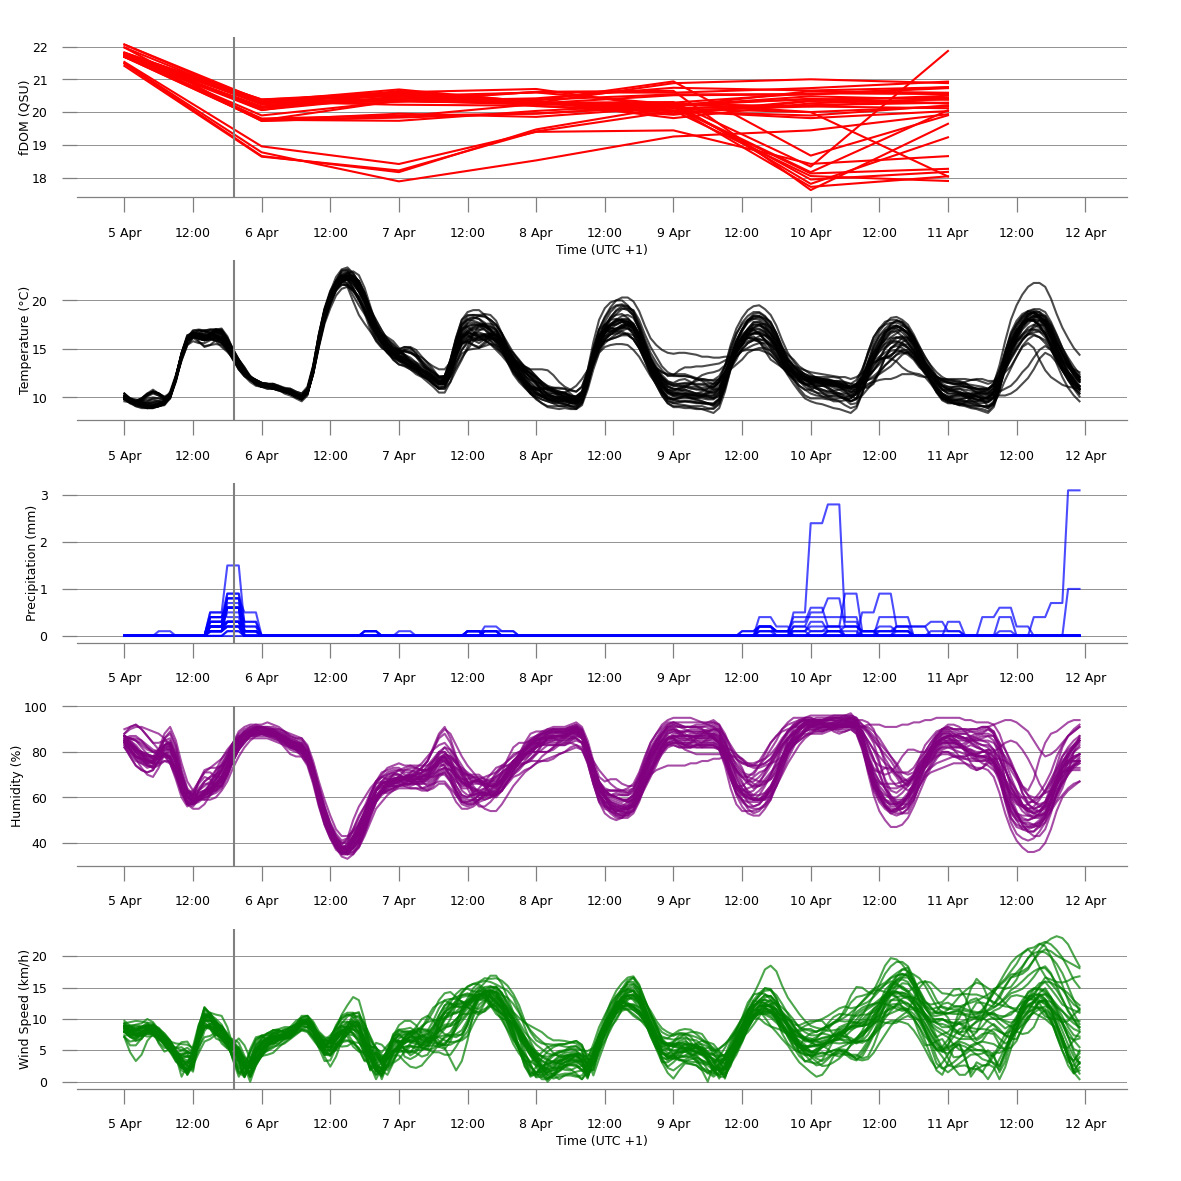 fDOM (QSU)
22
21
20
19
18
5 Apr 12:00 6 Apr 12:00 7 Apr 12:00 8 Apr 12:00 9 Apr 12:00 10 Apr 12:00 11 Apr 12:00 12 Apr
Time (UTC +1)
Temperature (°C)
20
15
10
5 Apr 12:00 6 Apr 12:00 7 Apr 12:00 8 Apr 12:00 9 Apr 12:00 10 Apr 12:00 11 Apr 12:00 12 Apr
Precipitation (mm)
3
2
1
0
5 Apr 12:00 6 Apr 12:00 7 Apr 12:00 8 Apr 12:00 9 Apr 12:00 10 Apr 12:00 11 Apr 12:00 12 Apr
Humidity (%)
100
80
60
40
5 Apr 12:00 6 Apr 12:00 7 Apr 12:00 8 Apr 12:00 9 Apr 12:00 10 Apr 12:00 11 Apr 12:00 12 Apr
Wind Speed (km/h)
20
15
10
5
0
5 Apr 12:00 6 Apr 12:00 7 Apr 12:00 8 Apr 12:00 9 Apr 12:00 10 Apr 12:00 11 Apr 12:00 12 Apr
Time (UTC +1)